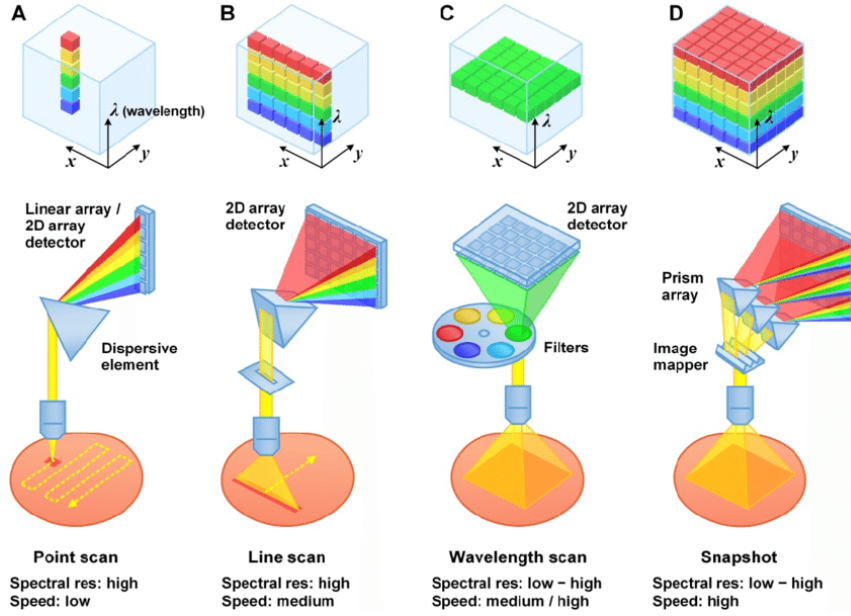 A
B
C
D
λ (wavelength)
x
y
λ
x
y
λ
x
y
λ
x
y
Linear array /
2D array
detector
Dispersive
element
2D array
detector
2D array
detector
Filters
Prism
array
Image
mapper
Point scan
Spectral res: high
Speed: low
Line scan
Spectral res: high
Speed: medium
Wavelength scan
Spectral res: low – high
Speed: medium / high
Snapshot
Spectral res: low – high
Speed: high